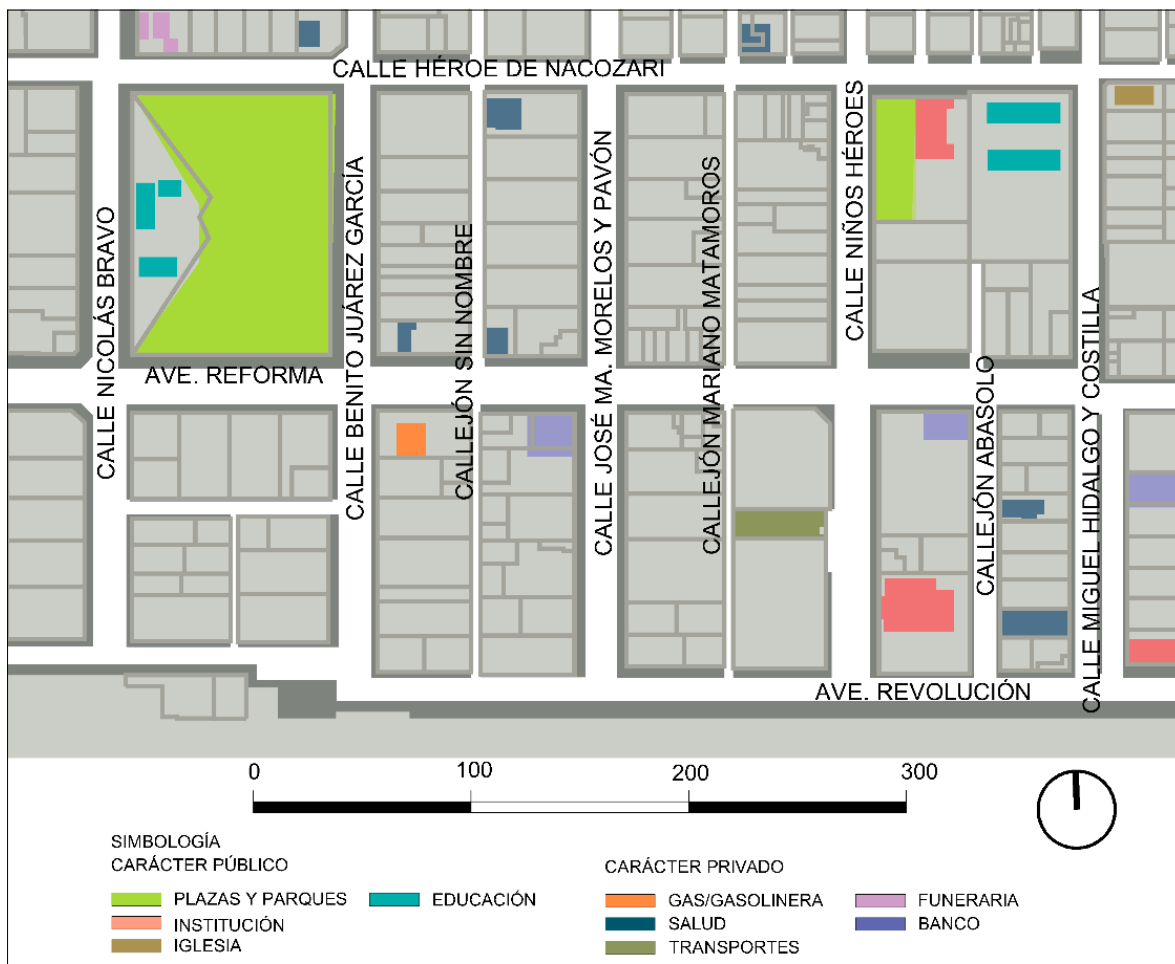 CALLE HÉROE DE NACOZARI
CALLE NICOLÁS BRAVO
CALLE BENITO JUÁREZ GARCÍA
CALLEJÓN SIN NOMBRE
CALLE JOSÉ MA. MORELOS Y PAVÓN
CALLEJÓN MARIANO MATAMOROS
CALLE NIÑOS HÉROES
CALLEJÓN ABASOLO
CALLE MIGUEL HIDALGO Y COSTILLA
AVE. REFORMA
AVE. REVOLUCIÓN
0 100 200 300
SIMBOLOGÍA
CARÁCTER PÚBLICO
PLAZAS Y PARQUES
EDUCACIÓN
INSTITUCIÓN
IGLESIA
CARÁCTER PRIVADO
GAS/GASOLINERA
FUNERARIA
SALUD
BANCO
TRANSPORTES